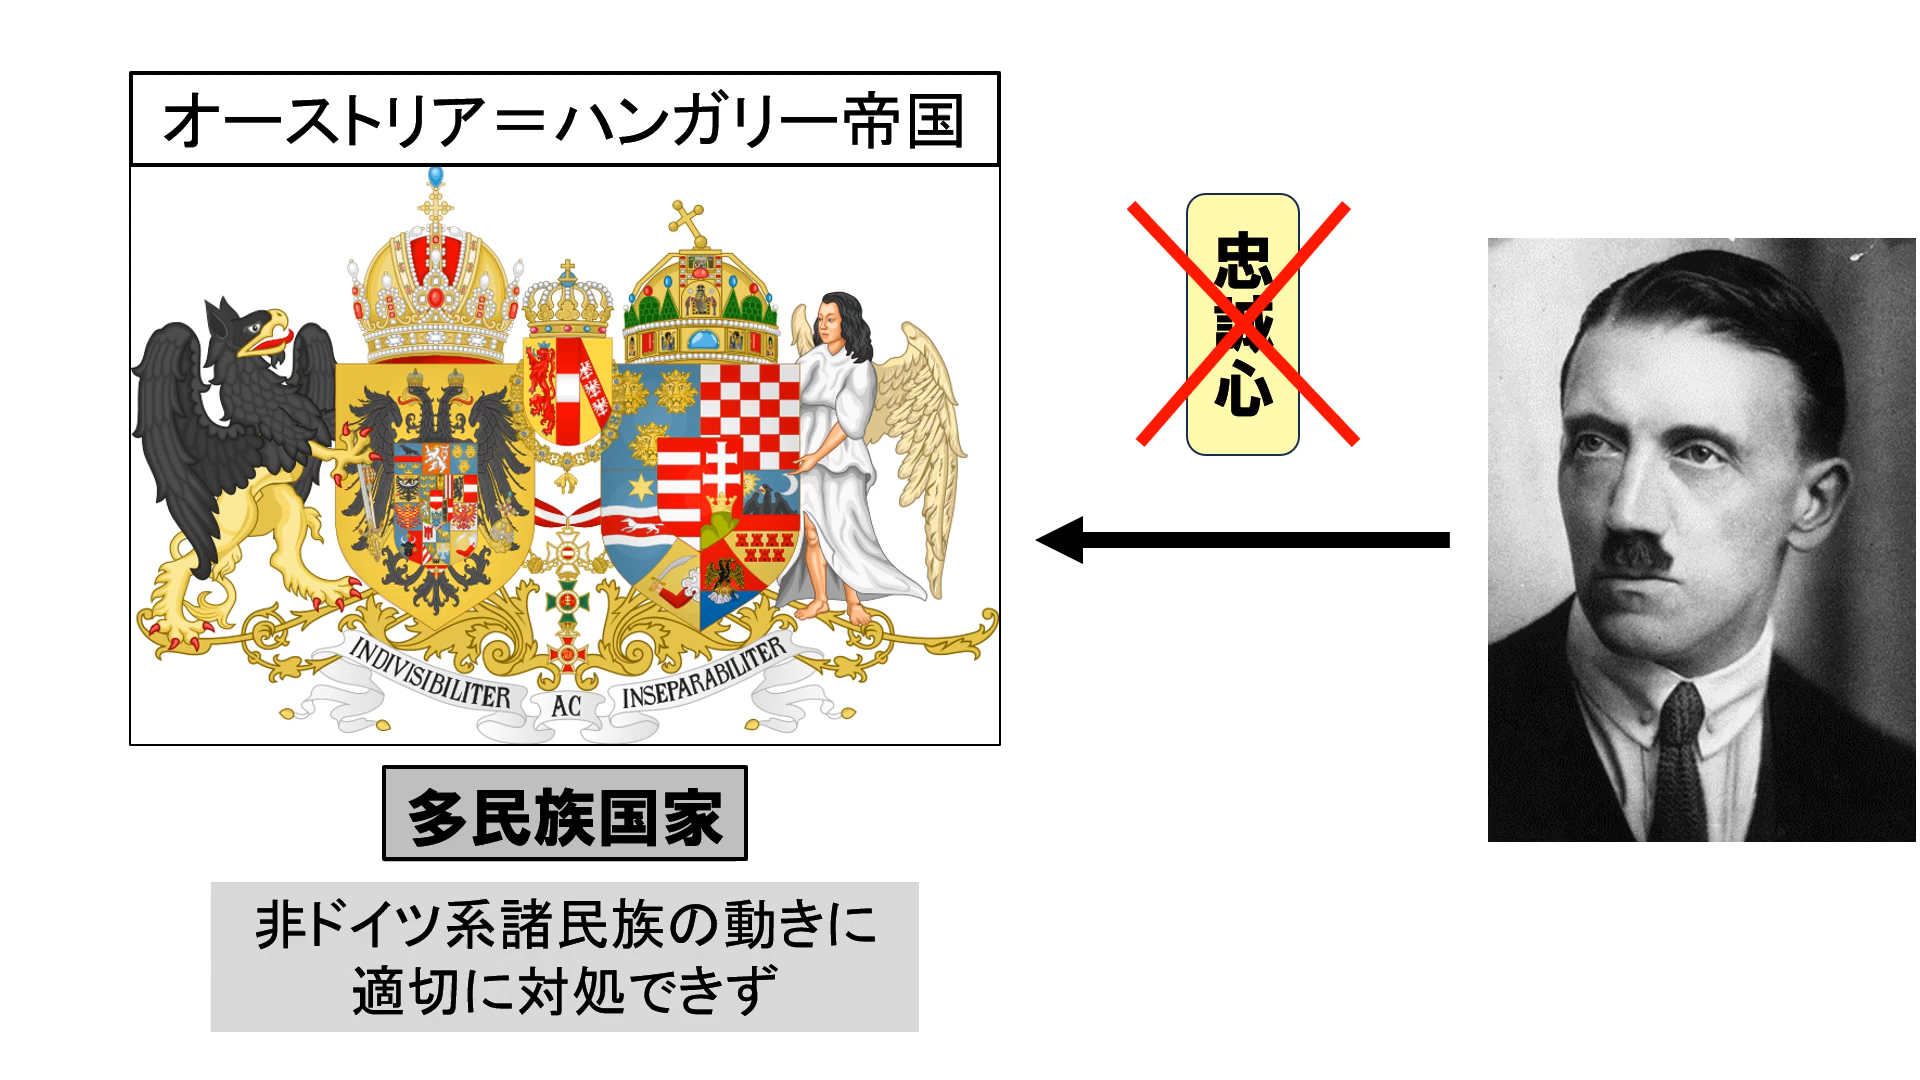 オーストリア＝ハンガリー帝国
忠誠心
INDIVISIBILITER AC INSEPARABILITER
多民族国家
非ドイツ系諸民族の動きに
適切に対処できず